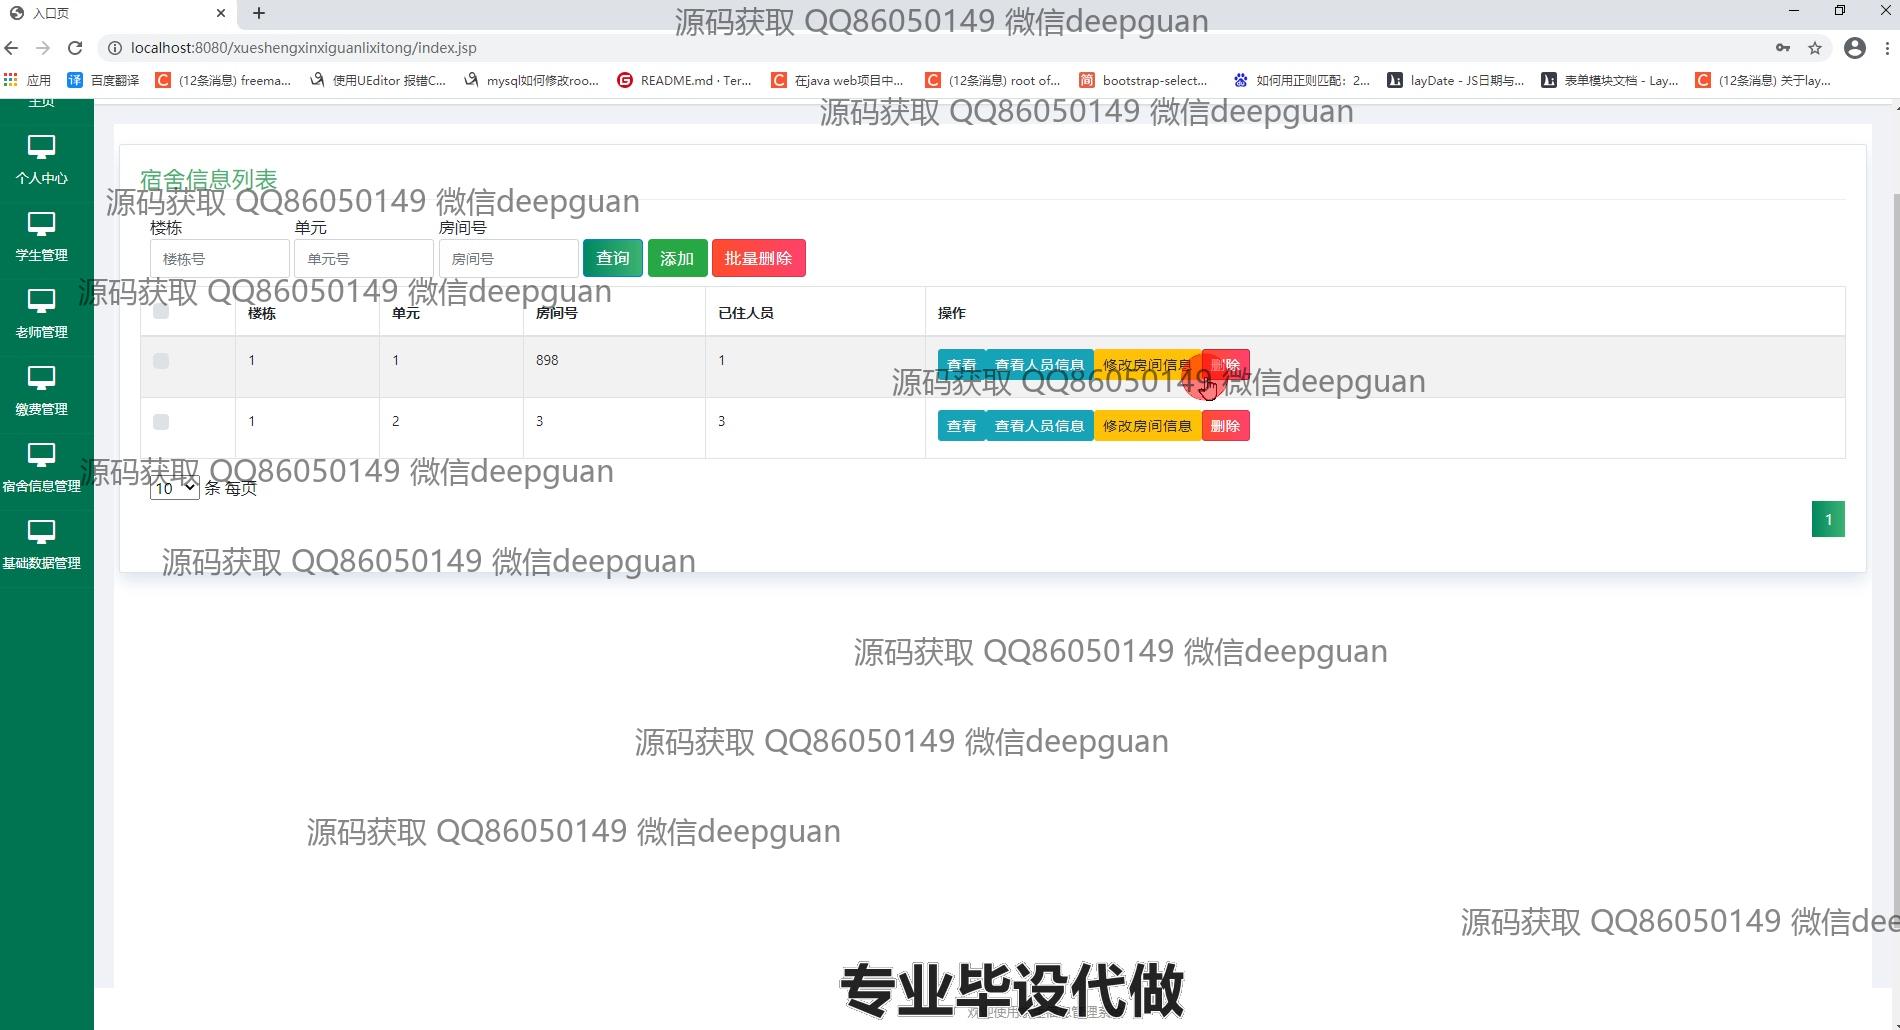 入口页
源码获取 QQ86050149 微信deepguan
localhost:8080/xueshengxinxiguanlixitong/index.jsp
应用 百度翻译 (12条消息) freema... 使用UEditor 报错C... mysql如何修改roo... README.md · Ter... 在java web项目中... (12条消息) root of... bootstrap-select... 如何用正则匹配：2... layDate - JS日期与... 表单模块文档 - Lay... (12条消息) 关于lay...
主页
源码获取 QQ86050149 微信deepguan
个人中心
宿舍信息列表
源码获取 QQ86050149 微信deepguan
楼栋 单元 房间号
学生管理
楼栋号 单元号 房间号 查询 添加 批量删除
源码获取 QQ86050149 微信deepguan
楼栋 单元 房间号 已住人员 操作
老师管理
1 1 898 1 查看 查看人员信息 修改房间信息 删除
源码获取 QQ86050149 微信deepguan
缴费管理
1 2 3 3 查看 查看人员信息 修改房间信息 删除
源码获取 QQ86050149 微信deepguan
宿舍信息管理
10 条 每页
1
源码获取 QQ86050149 微信deepguan
基础数据管理
源码获取 QQ86050149 微信deepguan
源码获取 QQ86050149 微信deepguan
源码获取 QQ86050149 微信deepguan
源码获取 QQ86050149 微信dee
专业毕设代做